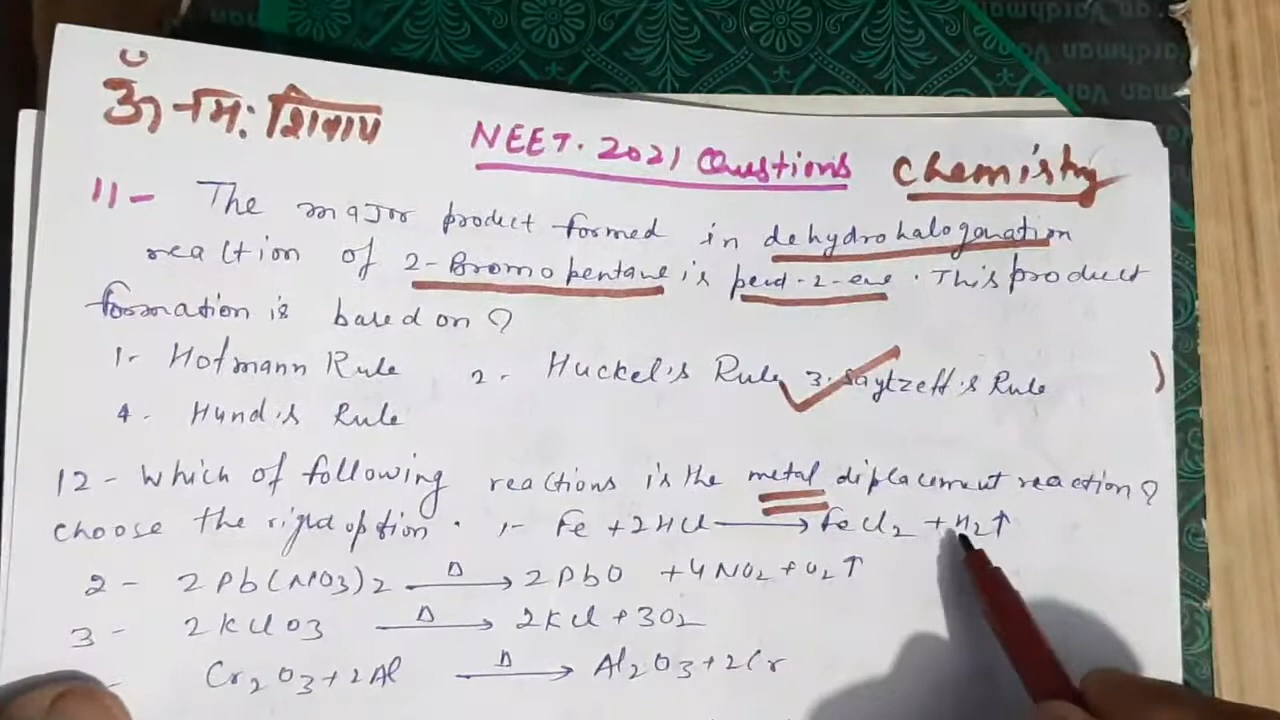 ॐ नमः शिवाय
NEET. 2021 Questions Chemistry
11- The major product formed in dehydrohalogenation
reaction of 2-Bromopentane is pent-2-ene. This product
formation is based on ?
1- Hofmann Rule 2- Huckel's Rule 3. Saytzeff's Rule )
4. Hund's Rule
12- Which of following reactions is the metal diplacement reaction?
choose the right option. 1- Fe + 2HCl → FeCl2 + H2↑
2- 2Pb(NO3)2 Δ→ 2PbO + 4NO2 + O2↑
3- 2KClO3 Δ→ 2KCl + 3O2
Cr2O3 + 2Al Δ→ Al2O3 + 2Cr